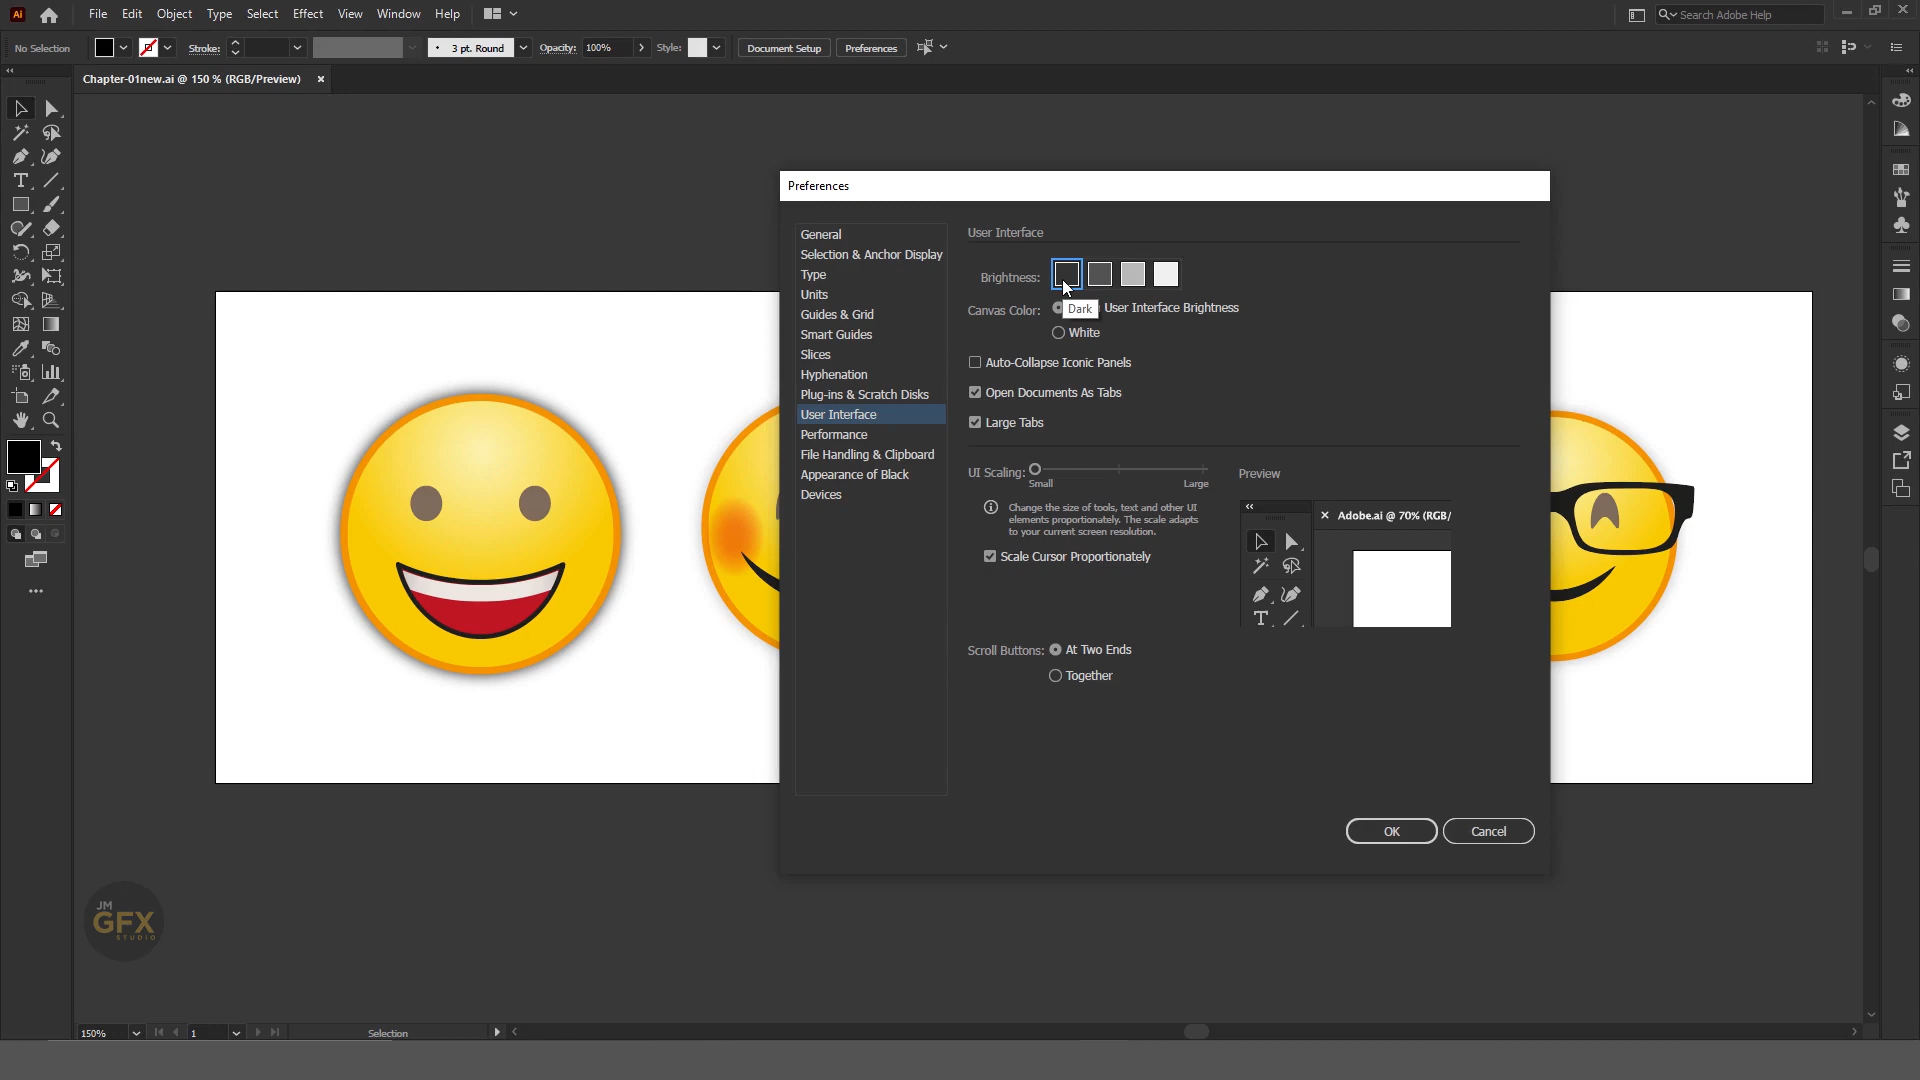 Ai File Edit Object Type Select Effect View Window Help Search Adobe Help
No Selection Stroke: 3 pt. Round Opacity: 100% Style: Document Setup Preferences
Chapter-01new.ai @ 150 % (RGB/Preview)
Preferences
General
Selection & Anchor Display
Type
Units
Guides & Grid
Smart Guides
Slices
Hyphenation
Plug-ins & Scratch Disks
User Interface
Performance
File Handling & Clipboard
Appearance of Black
Devices
User Interface
Brightness:
Dark
Canvas Color: User Interface Brightness
White
Auto-Collapse Iconic Panels
Open Documents As Tabs
Large Tabs
UI Scaling:
Small Large
Change the size of tools, text and other UI
elements proportionately. The scale adapts
to your current screen resolution.
Scale Cursor Proportionately
Preview
Adobe.ai @ 70% (RGB/
Scroll Buttons: At Two Ends
Together
OK Cancel
JM
GFX
STUDIO
150% 1 Selection